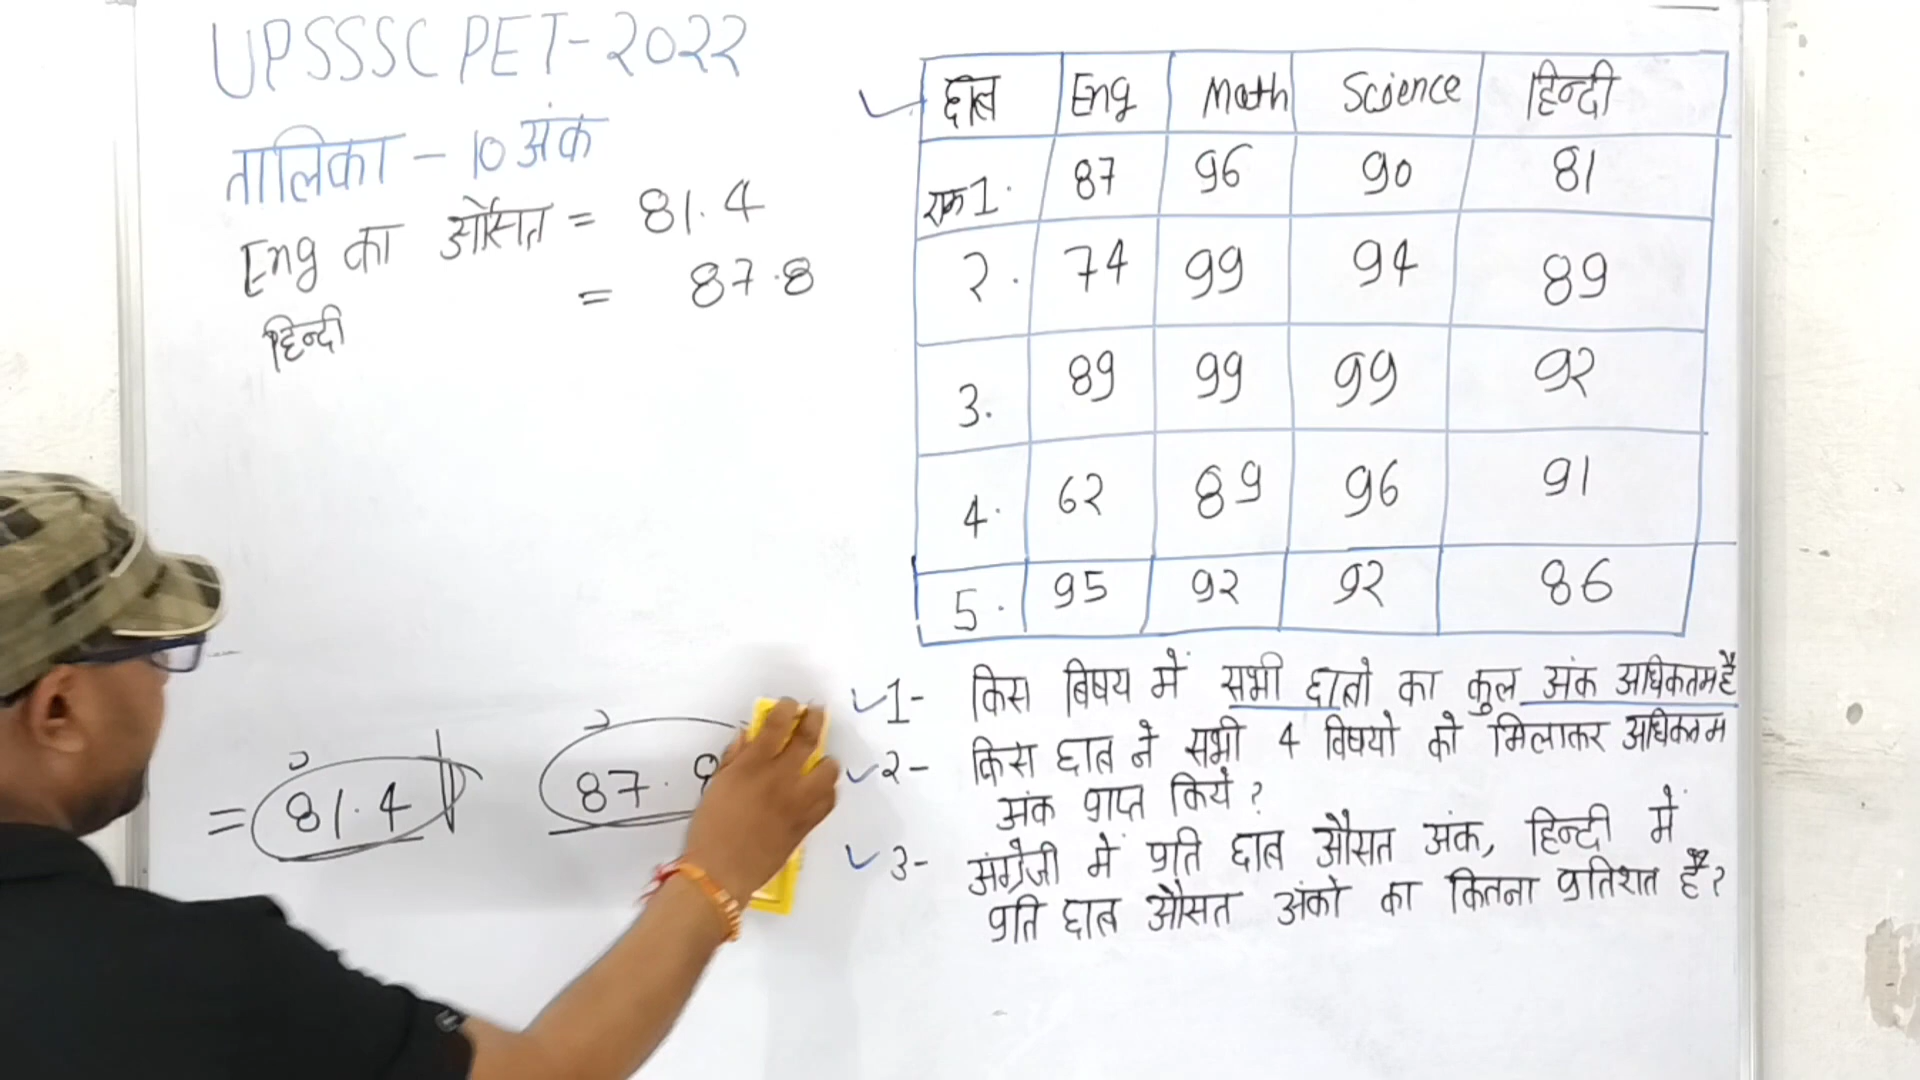 UPSSSC PET-2022
तालिका - 10 अंक
Eng का औसत = 81.4
हिन्दी = 87.8
= 81.4 87.
छात्र Eng Math Science हिन्दी
1. 87 96 90 81
2. 74 99 94 89
3. 89 99 99 92
4. 62 89 96 91
5. 95 92 92 86
1- किस बिषय में सभी छात्रो का कुल अंक अधिकतम है
2- किस छात्र ने सभी 4 विषयो को मिलाकर अधिकतम
अंक प्राप्त किये ?
3- अंग्रेजी में प्रति छात्र औसत अंक, हिन्दी में
प्रति छात्र औसत अंको का कितना प्रतिशत है ?